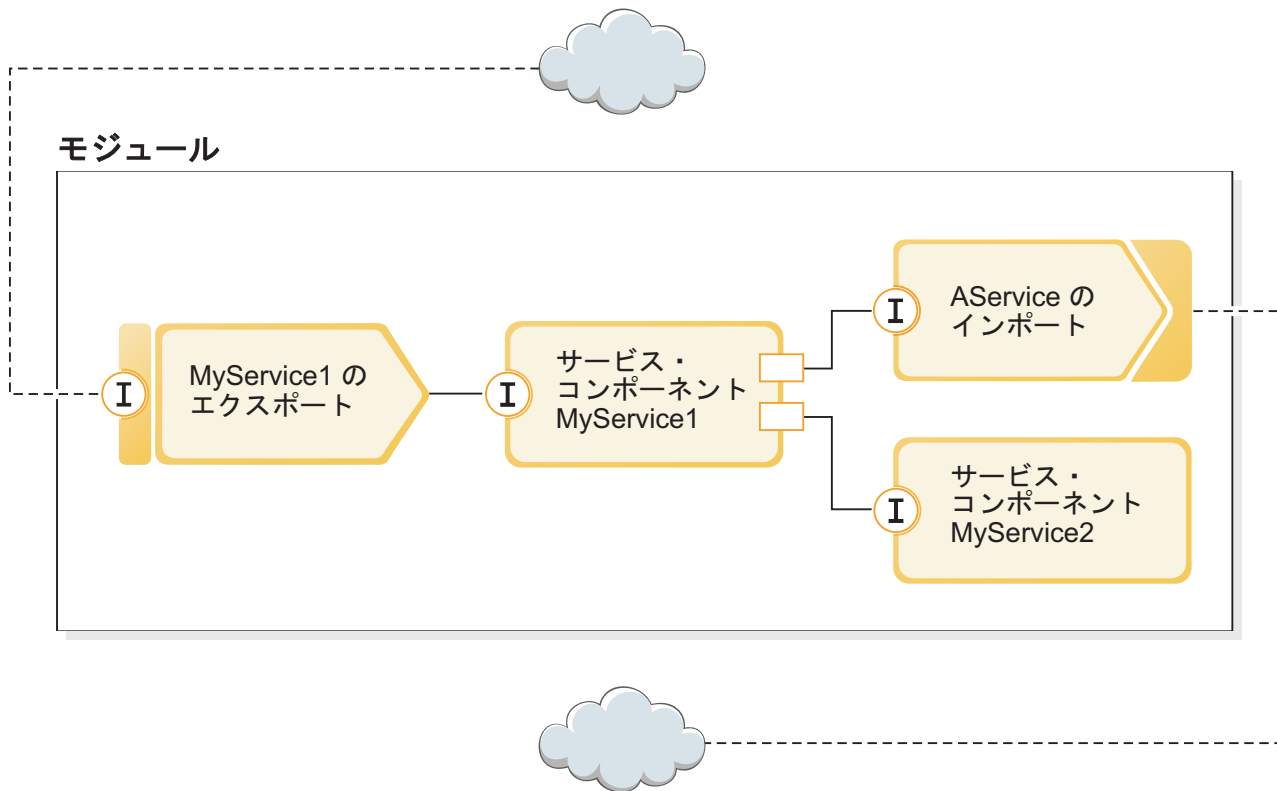 モジュール
I
MyService1 の
エクスポート
I
サービス・
コンポーネント
MyService1
I
AService の
インポート
I
サービス・
コンポーネント
MyService2